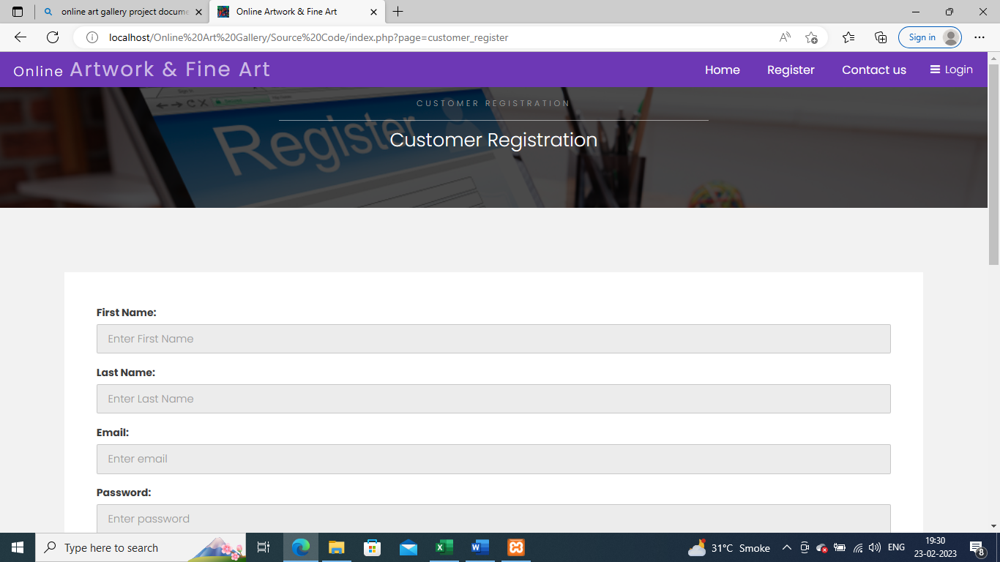 online art gallery project docume
Online Artwork & Fine Art
localhost/Online%20Art%20Gallery/Source%20Code/index.php?page=customer_register
Sign in
Online Artwork & Fine Art
Home
Register
Contact us
Login
CUSTOMER REGISTRATION
Register
Customer Registration
First Name:
Enter First Name
Last Name:
Enter Last Name
Email:
Enter email
Password:
Enter password
Type here to search
31°C Smoke
ENG
19:30
23-02-2023
8